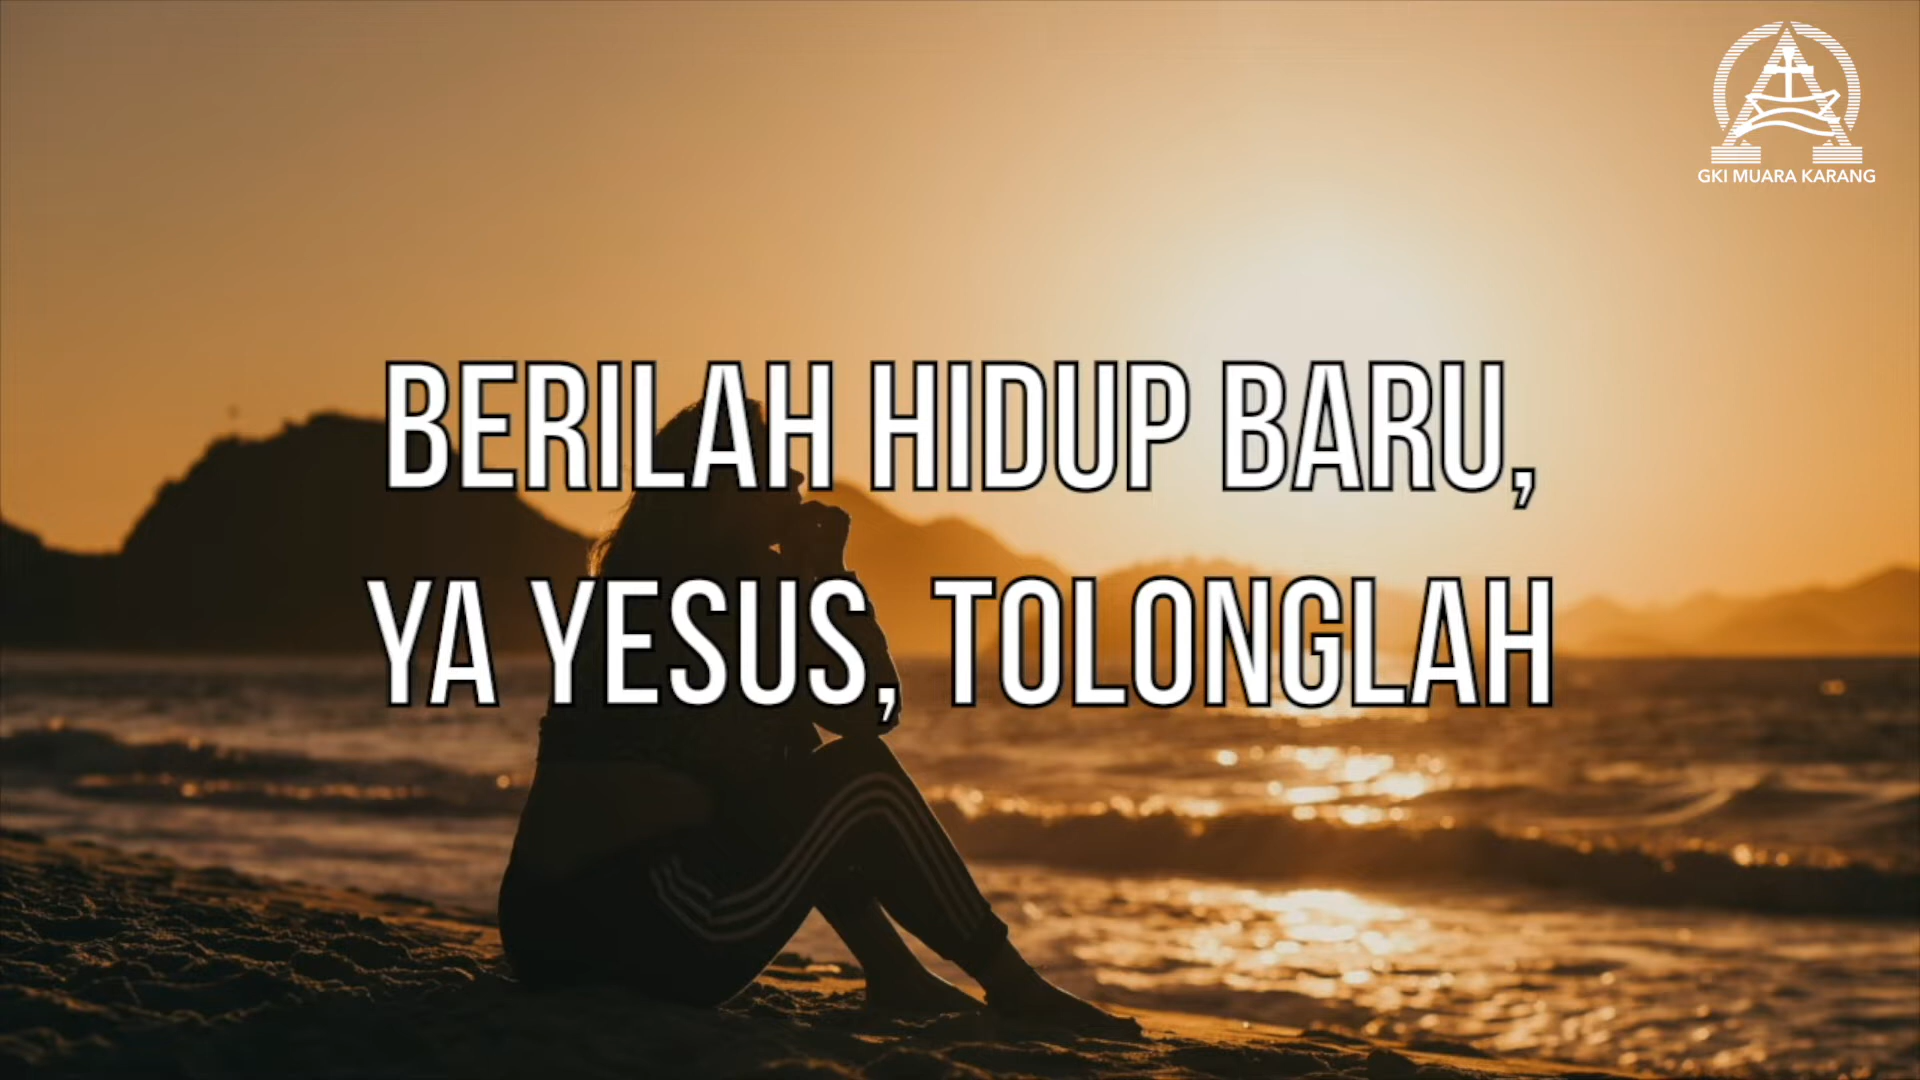 GKI MUARA KARANG
BERILAH HIDUP BARU,
YA YESUS, TOLONGLAH